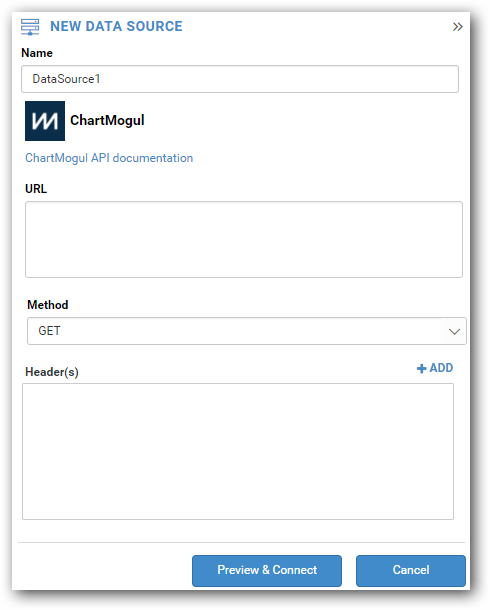 NEW DATA SOURCE
Name
DataSource1
ChartMogul
ChartMogul API documentation
URL
Method
GET
Header(s)
ADD
Preview & Connect
Cancel